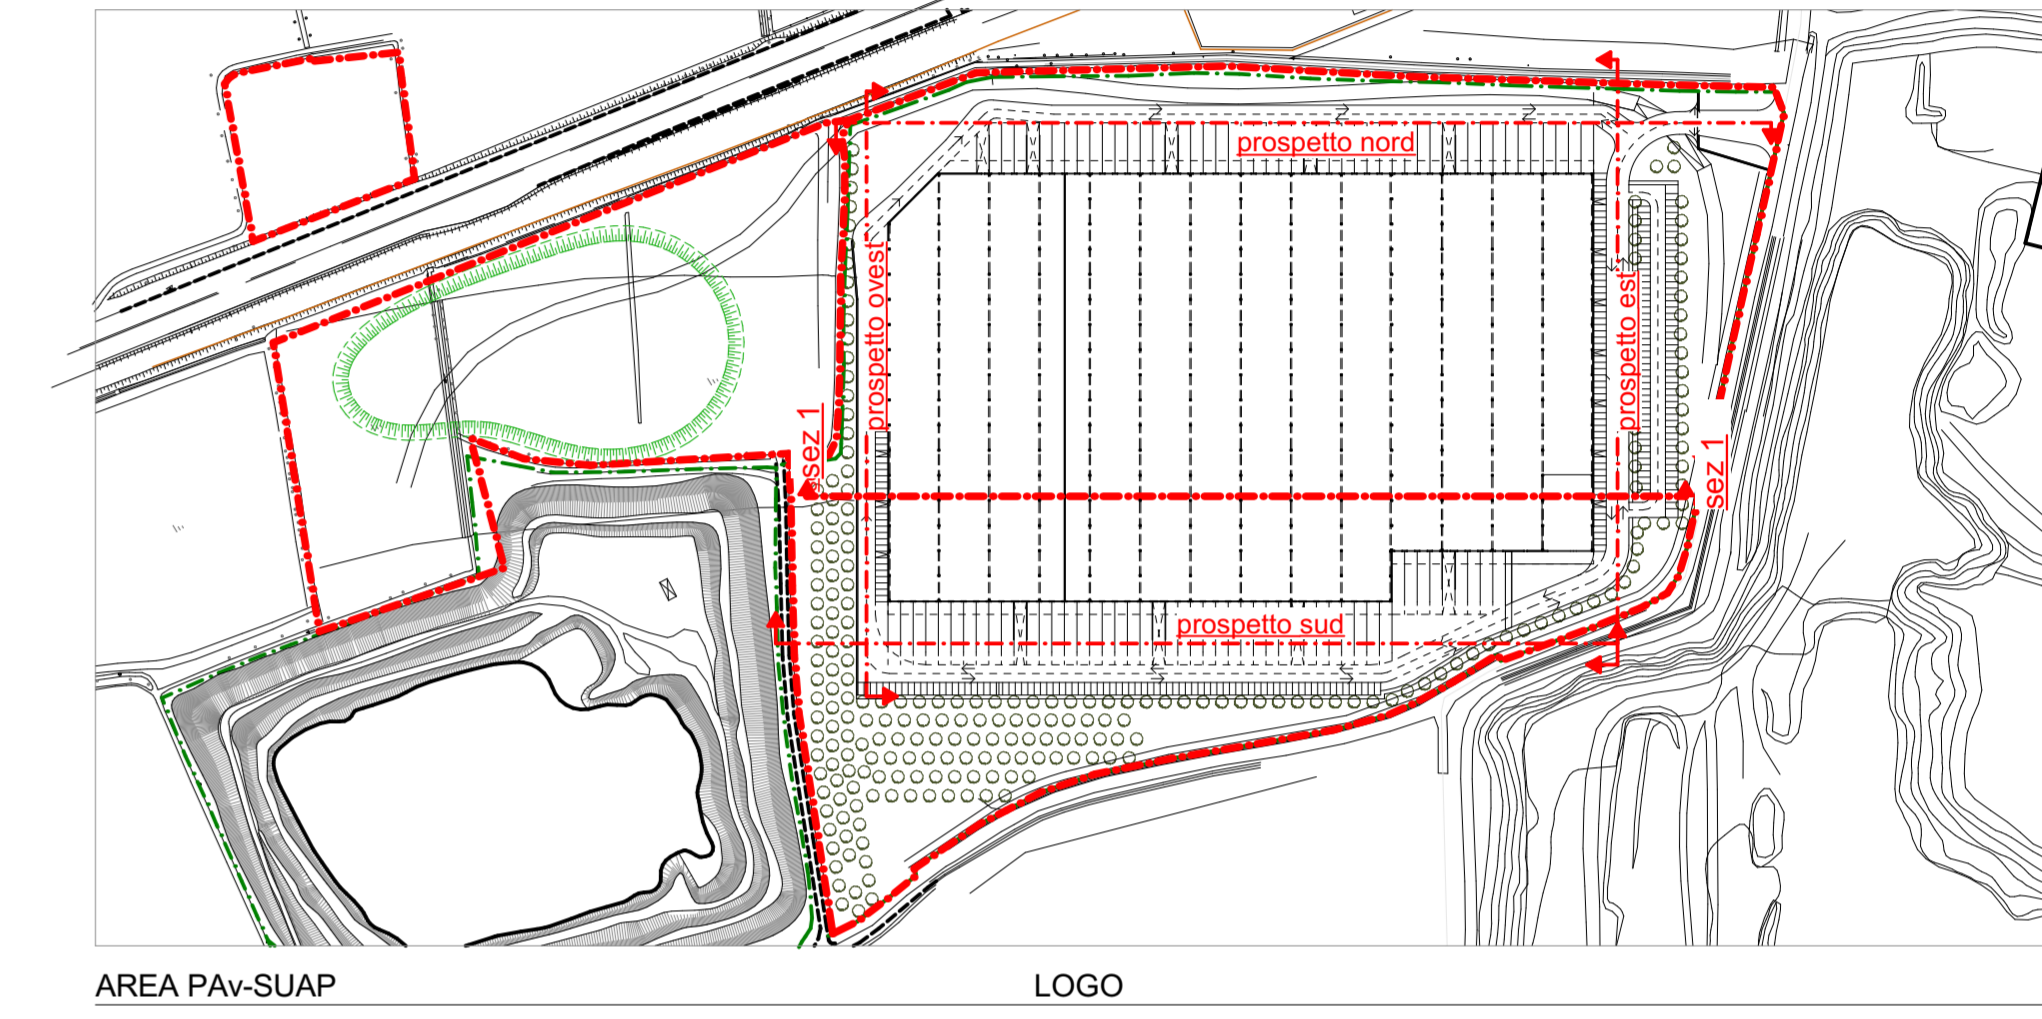 prospetto nord
prospetto ovest
prospetto est
sez 1
sez 1
prospetto sud
AREA PAv-SUAP
LOGO